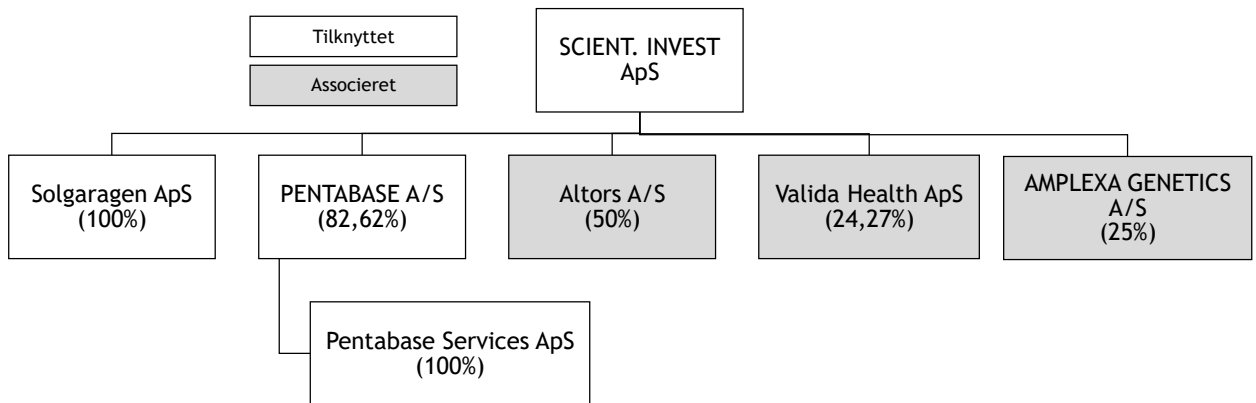 Tilknyttet
Associeret
SCIENT. INVEST
ApS
Solgaragen ApS
(100%)
PENTABASE A/S
(82,62%)
Altors A/S
(50%)
Valida Health ApS
(24,27%)
AMPLEXA GENETICS
A/S
(25%)
Pentabase Services ApS
(100%)